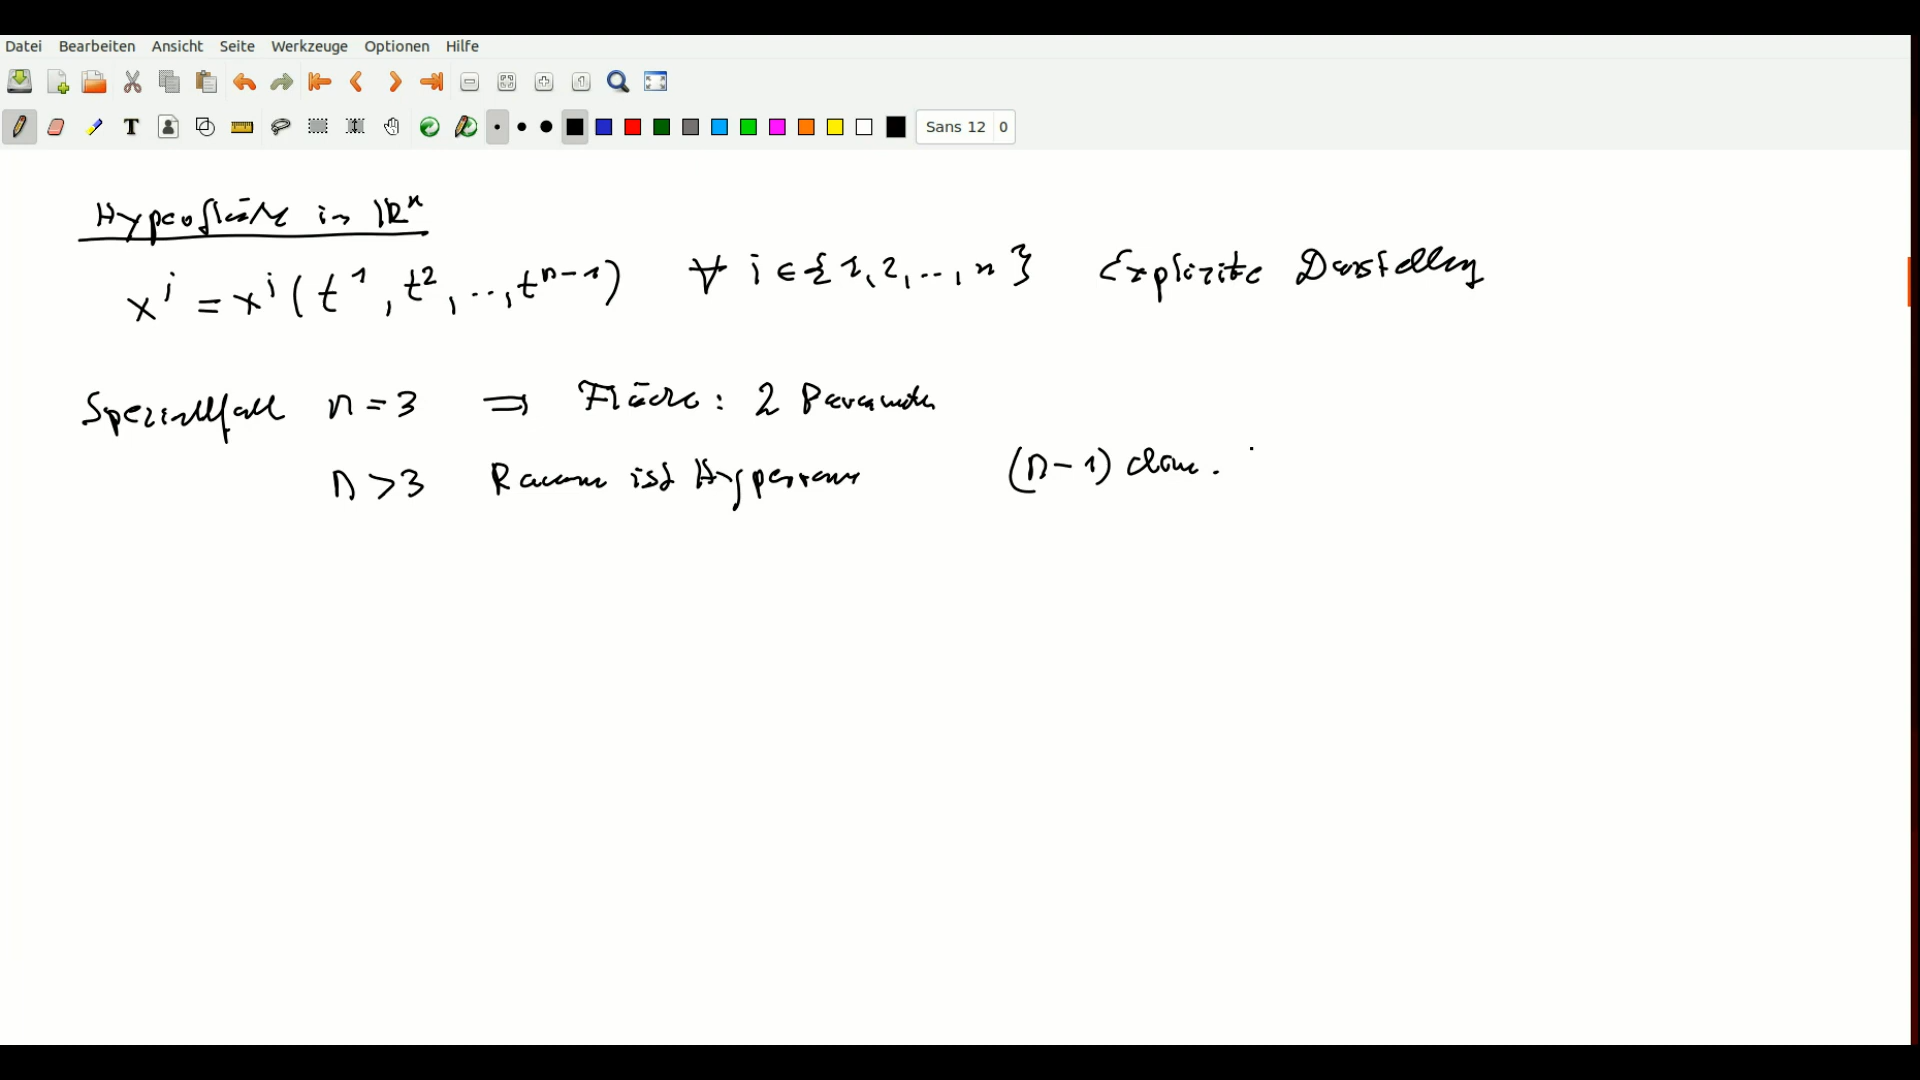 Datei Bearbeiten Ansicht Seite Werkzeuge Optionen Hilfe
Sans 12 0
Hyperfläche in ℝⁿ
xⁱ = xⁱ(t¹, t², ..., tⁿ⁻¹) ∀ i ∈ {1, 2, ..., n} Explizite Darstellung
Spezialfall n = 3 ⇒ Fläche: 2 Parameter
n > 3 Raum ist Hyperraum (n-1) dim.